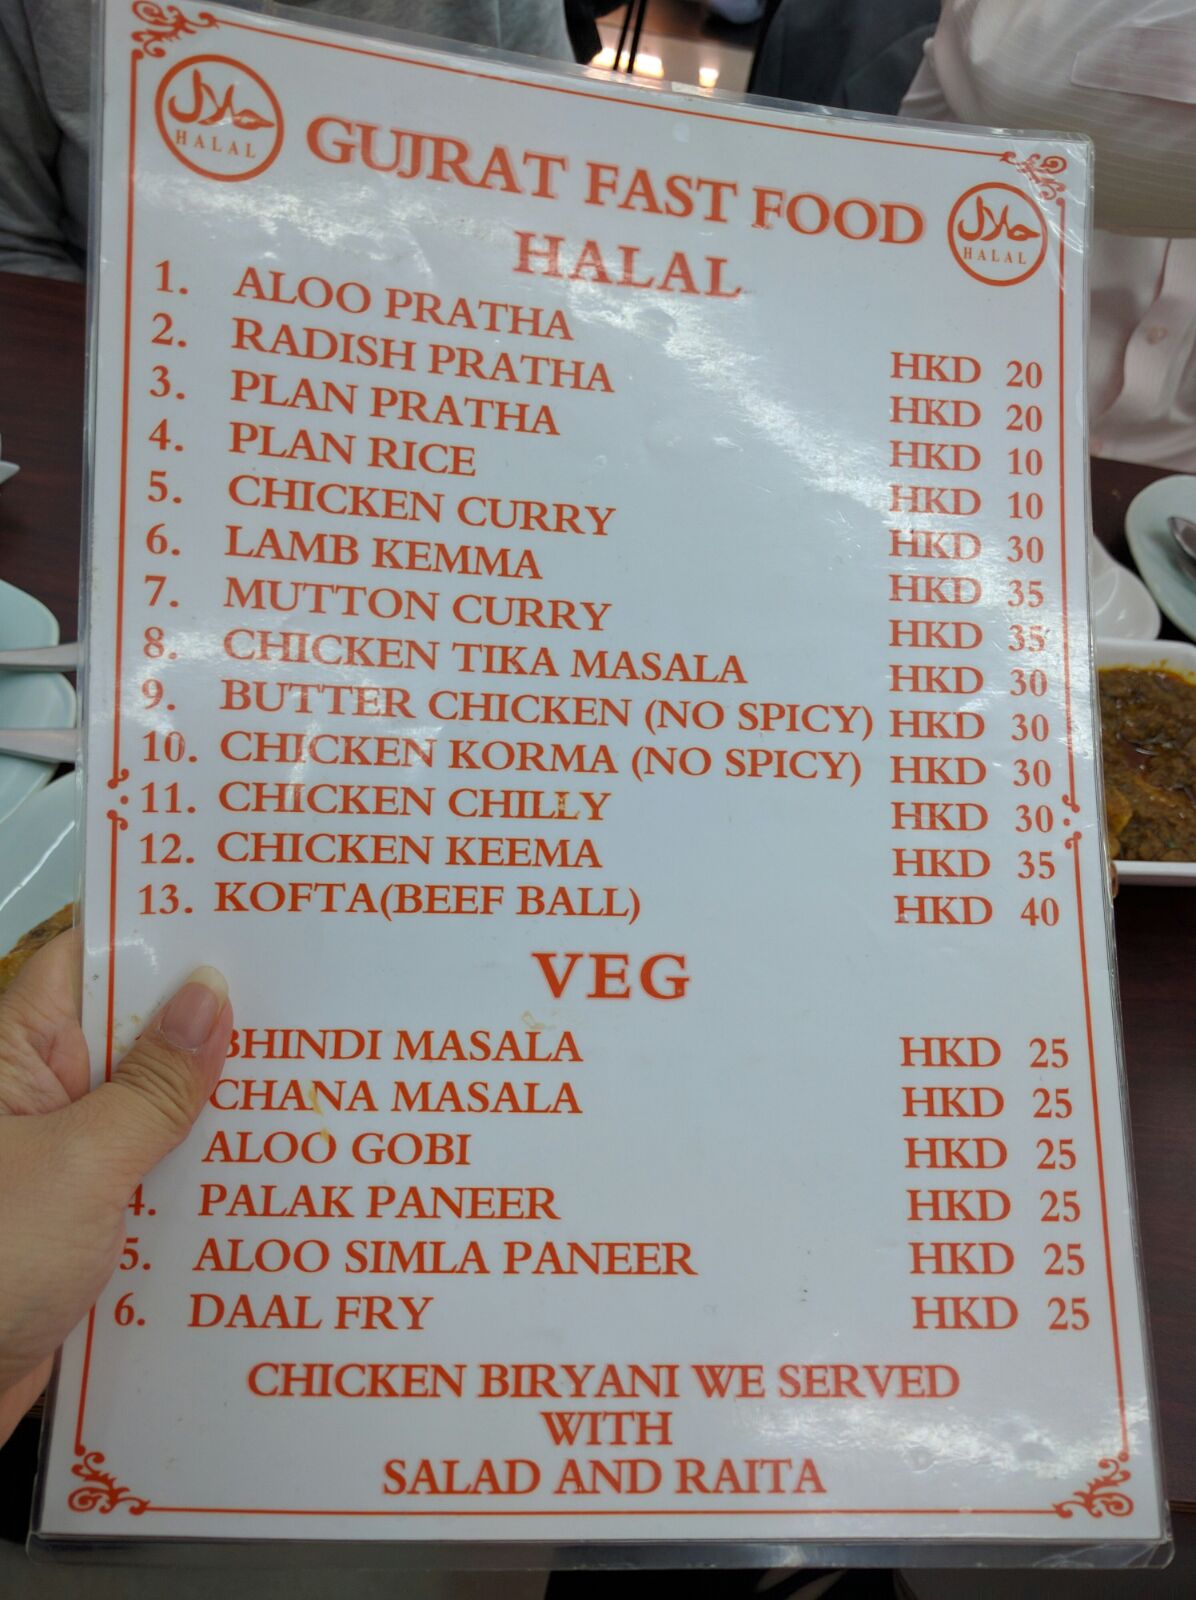 حلال
HALAL
GUJRAT FAST FOOD
حلال
HALAL
HALAL
1. ALOO PRATHA HKD 20
2. RADISH PRATHA HKD 20
3. PLAN PRATHA HKD 10
4. PLAN RICE HKD 10
5. CHICKEN CURRY HKD 30
6. LAMB KEMMA HKD 35
7. MUTTON CURRY HKD 35
8. CHICKEN TIKA MASALA HKD 30
9. BUTTER CHICKEN (NO SPICY) HKD 30
10. CHICKEN KORMA (NO SPICY) HKD 30
11. CHICKEN CHILLY HKD 30
12. CHICKEN KEEMA HKD 35
13. KOFTA(BEEF BALL) HKD 40
VEG
BHINDI MASALA HKD 25
CHANA MASALA HKD 25
ALOO GOBI HKD 25
4. PALAK PANEER HKD 25
5. ALOO SIMLA PANEER HKD 25
6. DAAL FRY HKD 25
CHICKEN BIRYANI WE SERVED
WITH
SALAD AND RAITA